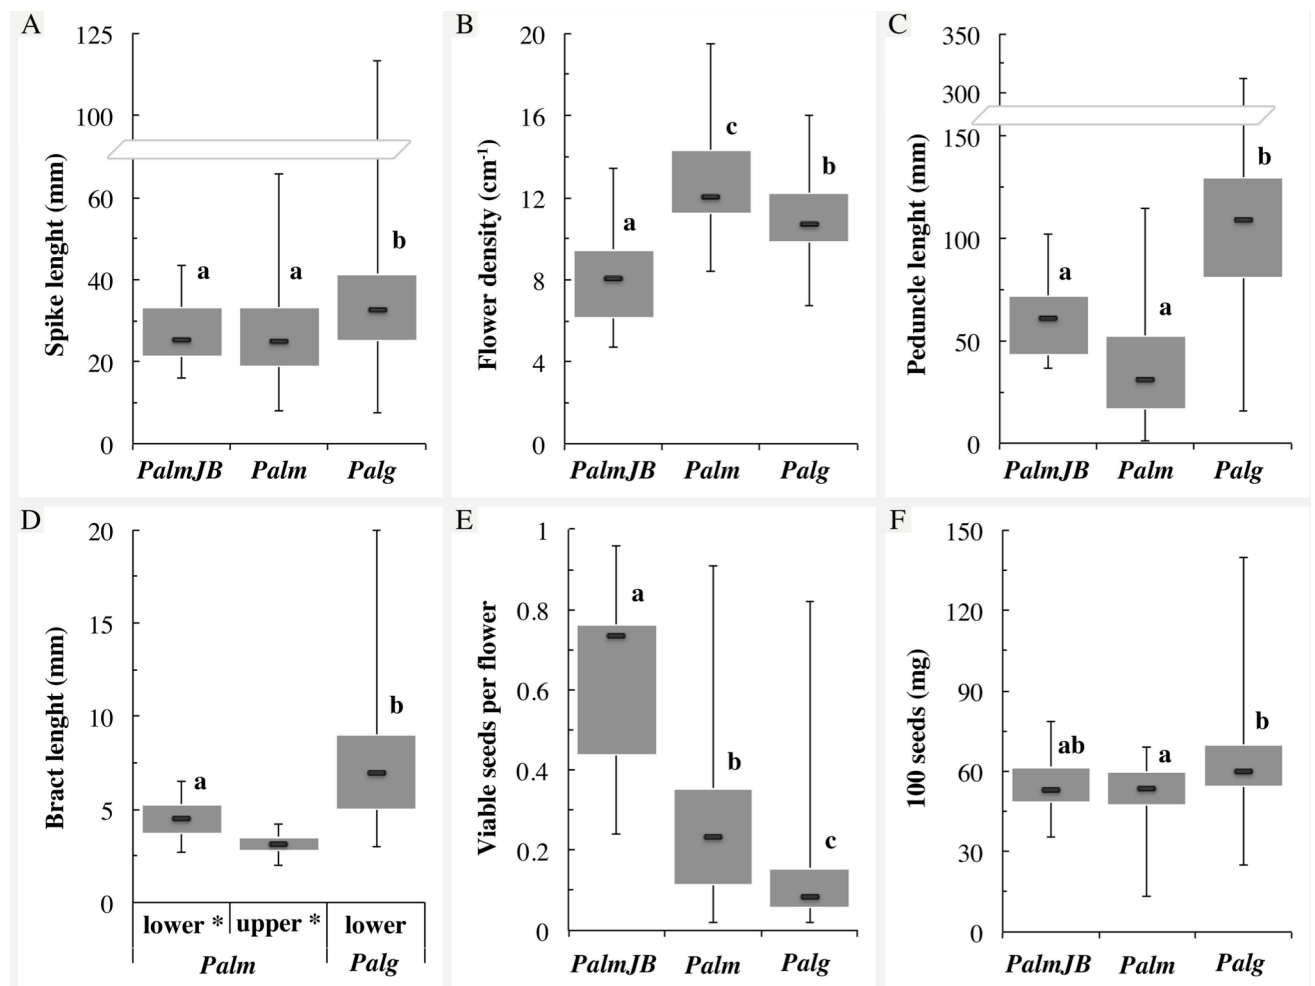 A
Spike lenght (mm)
125
100
60
40
20
0
a
a
b
PalmJB Palm Palg
B
Flower density (cm⁻¹)
20
16
12
8
4
0
a
c
b
PalmJB Palm Palg
C
Peduncle lenght (mm)
350
300
150
100
50
0
a
a
b
PalmJB Palm Palg
D
Bract lenght (mm)
20
15
10
5
0
a
b
lower * upper * lower
Palm Palg
E
Viable seeds per flower
1
0.8
0.6
0.4
0.2
0
a
b
c
PalmJB Palm Palg
F
100 seeds (mg)
150
120
90
60
30
0
ab
a
b
PalmJB Palm Palg